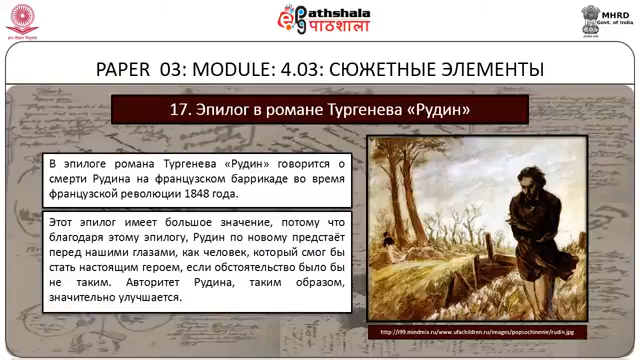 Pathshala
पाठशाला
MHRD
Govt. of India
PAPER 03: MODULE: 4.03: СЮЖЕТНЫЕ ЭЛЕМЕНТЫ
17. Эпилог в романе Тургенева «Рудин»
В эпилоге романа Тургенева «Рудин» говорится о
смерти Рудина на французском баррикаде во время
французской революции 1848 года.
Этот эпилог имеет большое значение, потому что
благодаря этому эпилогу, Рудин по новому предстаёт
перед нашими глазами, как человек, который смог бы
стать настоящим героем, если обстоятельство было бы
не таким. Авторитет Рудина, таким образом,
значительно улучшается.
http://i99.mindmix.ru/www.ufachildren.ru/images/popsochinenie/rudin.jpg